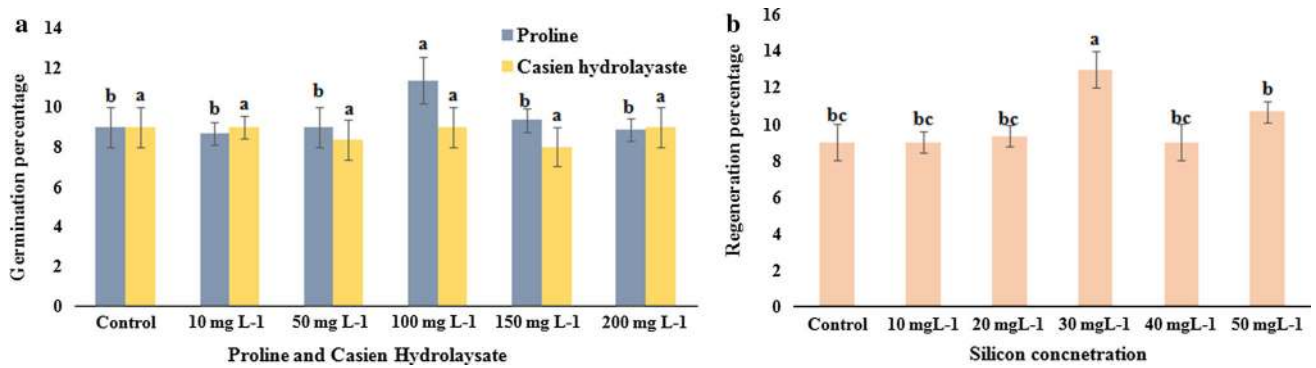 a
14
12
10
8
6
4
2
0
Germination percentage
Proline
Casien hydrolayaste
b a
b a
b a
a a
b a
b a
Control 10 mg L-1 50 mg L-1 100 mg L-1 150 mg L-1 200 mg L-1
Proline and Casien Hydrolaysate
b
16
14
12
10
8
6
4
2
0
Regeneration percentage
bc bc bc a bc b
Control 10 mgL-1 20 mgL-1 30 mgL-1 40 mgL-1 50 mgL-1
Silicon concnetration